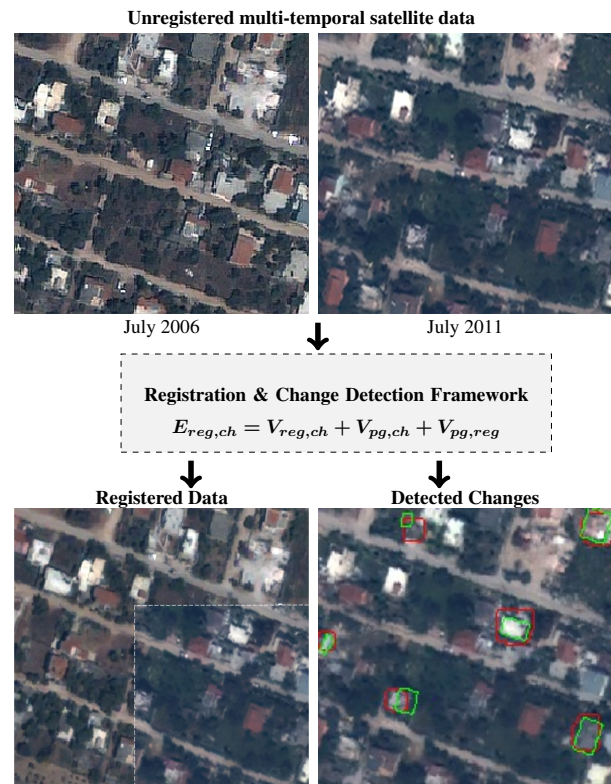 Unregistered multi-temporal satellite data
July 2006
July 2011
Registration & Change Detection Framework
E_{reg,ch} = V_{reg,ch} + V_{pg,ch} + V_{pg,reg}
Registered Data
Detected Changes